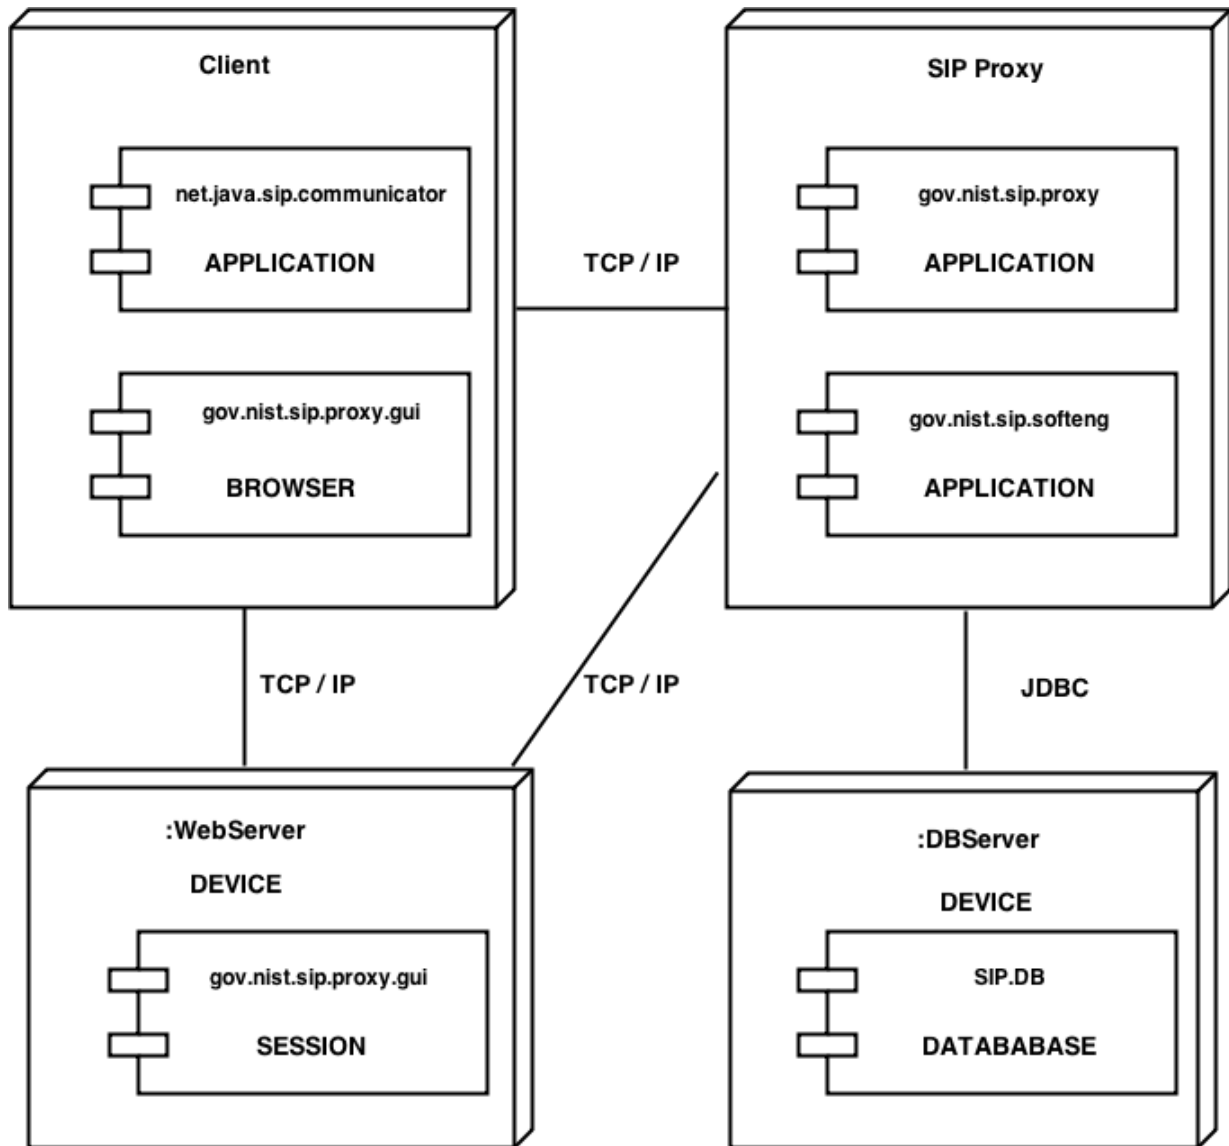 Client
net.java.sip.communicator
APPLICATION
gov.nist.sip.proxy.gui
BROWSER
TCP / IP
SIP Proxy
gov.nist.sip.proxy
APPLICATION
gov.nist.sip.softeng
APPLICATION
TCP / IP
TCP / IP
JDBC
:WebServer
DEVICE
gov.nist.sip.proxy.gui
SESSION
:DBServer
DEVICE
SIP.DB
DATABABASE